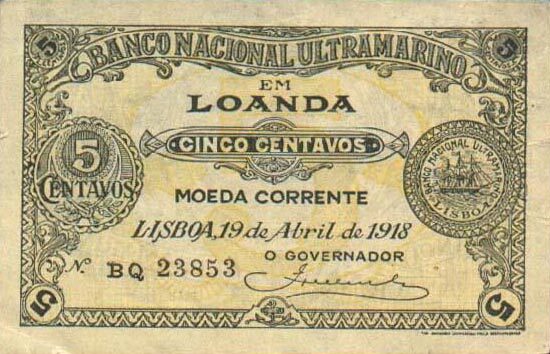 5 BANCO NACIONAL ULTRAMARINO 5
EM
LOANDA
CINCO CENTAVOS
5
CENTAVOS
BANCO NACIONAL ULTRAMARINO
LISBOA
MOEDA CORRENTE
LISBOA, 19 de Abril de 1918
O GOVERNADOR
N. BQ 23853
5 5